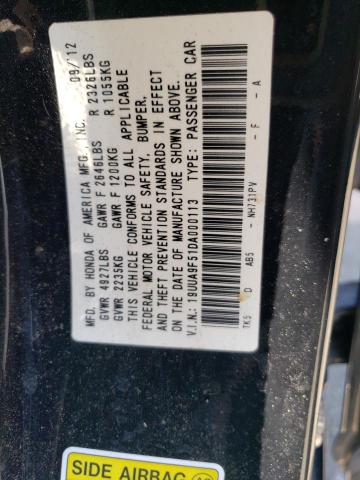 MFD. BY HONDA OF AMERICA MFG., INC. 09/12
GVWR 4927LBS GAWR F 2646LBS R 2326LBS
GVWR 2235KG GAWR F 1200KG R 1055KG
THIS VEHICLE CONFORMS TO ALL APPLICABLE
FEDERAL MOTOR VEHICLE SAFETY, BUMPER,
AND THEFT PREVENTION STANDARDS IN EFFECT
ON THE DATE OF MANUFACTURE SHOWN ABOVE.
V.I.N.: 19UUA9F51DA000113 TYPE: PASSENGER CAR
TK5 D AB5 - NH731PV - F - A
SIDE AIRBAG